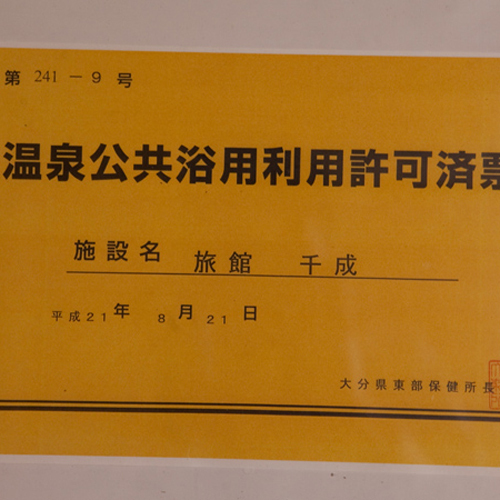 第 241 － 9 号
温泉公共浴用利用許可済票
施設名 旅館 千成
平成21年 8月21日
大分県東部保健所長